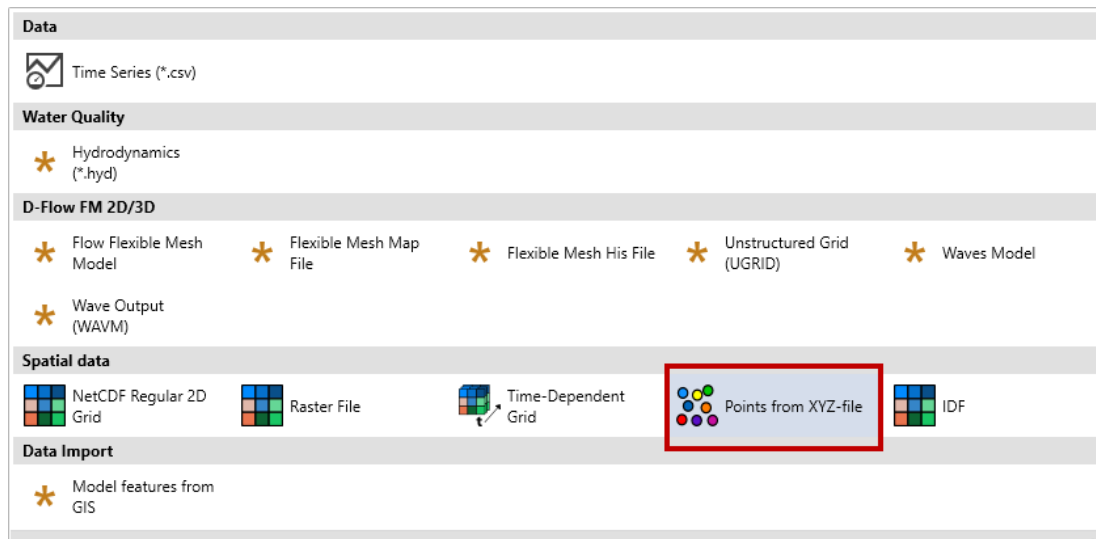 Data
Time Series (*.csv)
Water Quality
Hydrodynamics
(*.hyd)
D-Flow FM 2D/3D
Flow Flexible Mesh
Model
Flexible Mesh Map
File
Flexible Mesh His File
Unstructured Grid
(UGRID)
Waves Model
Wave Output
(WAVM)
Spatial data
NetCDF Regular 2D
Grid
Raster File
t
Time-Dependent
Grid
Points from XYZ-file
IDF
Data Import
Model features from
GIS